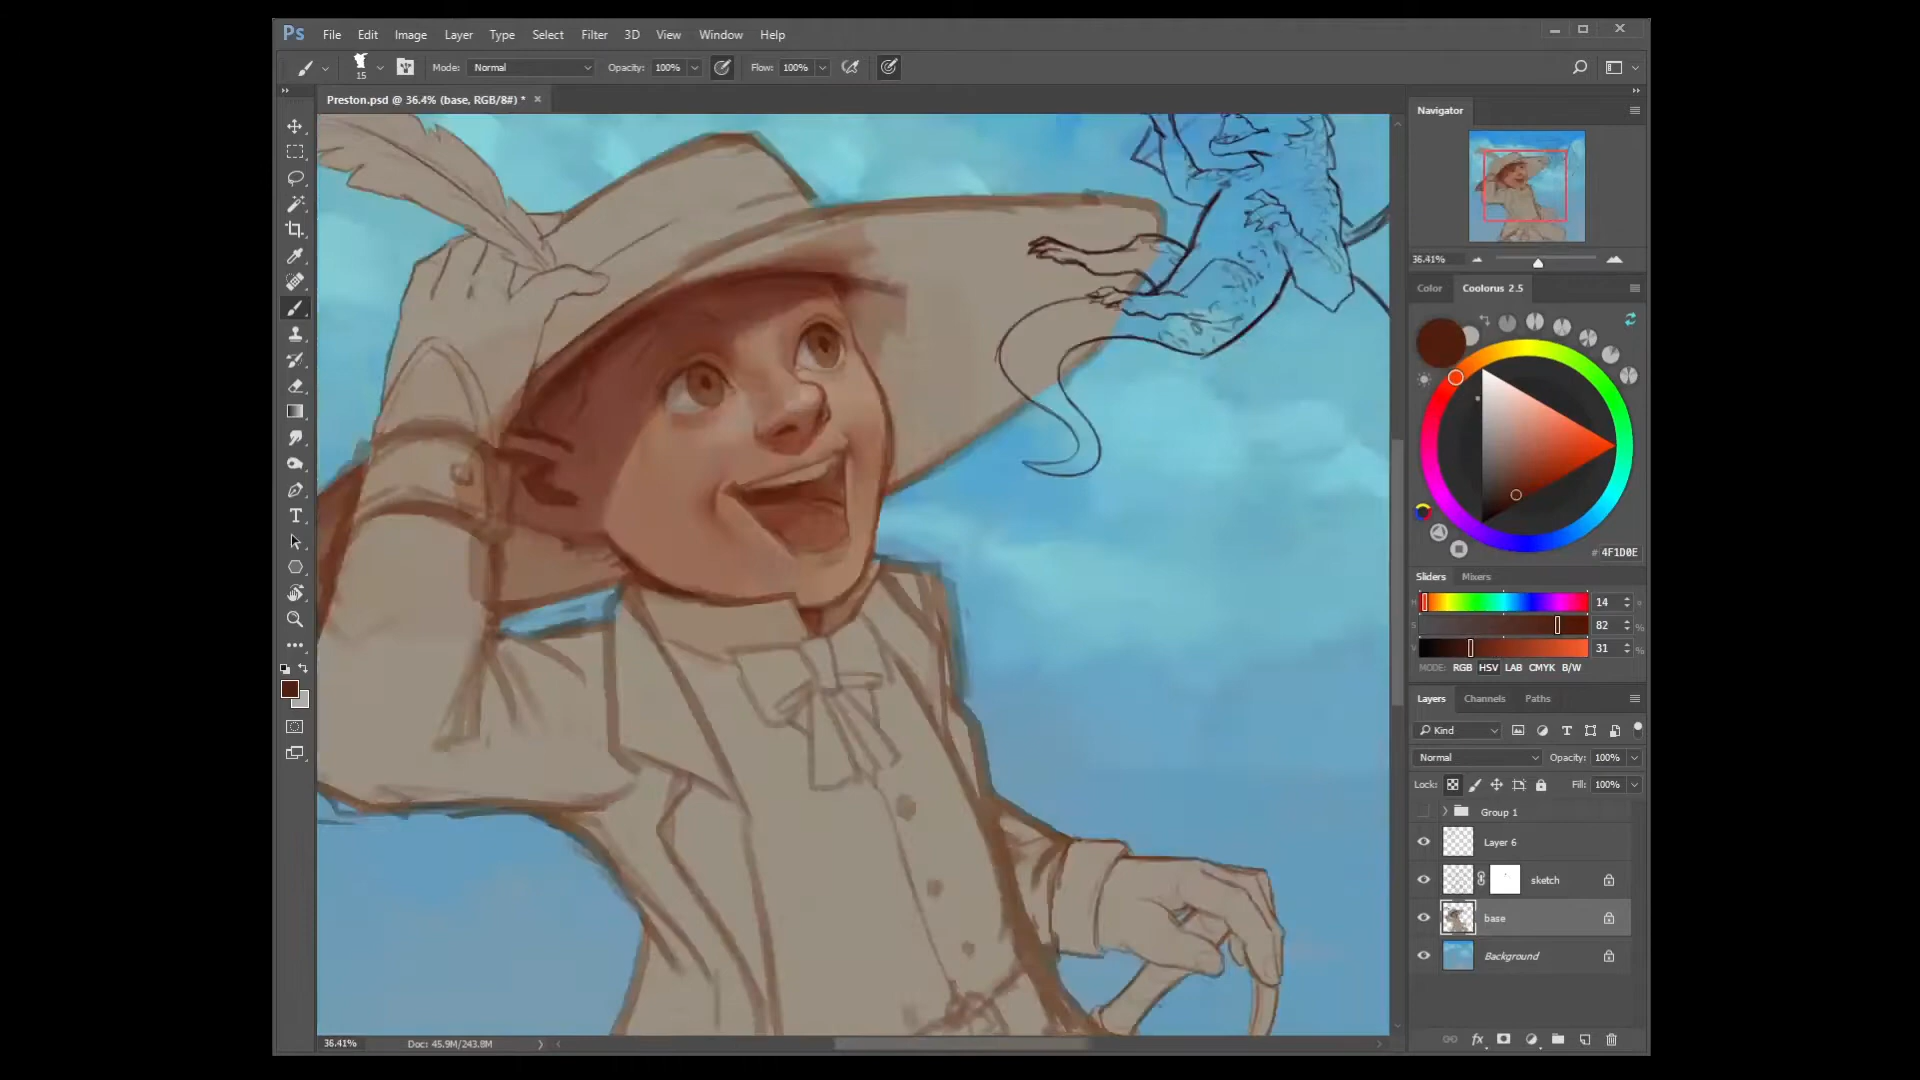 Ps File Edit Image Layer Type Select Filter 3D View Window Help
15 Mode: Normal Opacity: 100% Flow: 100%
Preston.psd @ 36.4% (base, RGB/8#) * ×
Navigator
36.41%
Color Coolorus 2.5
# 4F1D0E
Sliders Mixers
H 14 °
S 82 %
V 31 %
MODE: RGB HSV LAB CMYK B/W
Layers Channels Paths
Kind
Normal Opacity: 100%
Lock: Fill: 100%
Group 1
Layer 6
sketch
base
Background
36.41% Doc: 45.9M/243.8M
fx